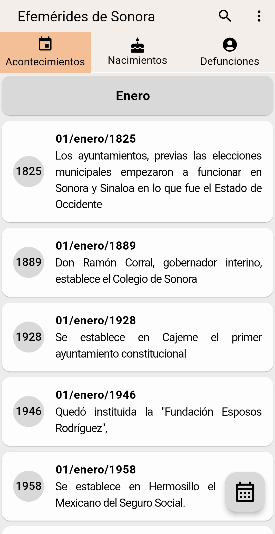 Efemérides de Sonora
Acontecimientos
Nacimientos
Defunciones
Enero
01/enero/1825
1825
Los ayuntamientos, previas las elecciones
municipales empezaron a funcionar en
Sonora y Sinaloa en lo que fue el Estado de
Occidente
01/enero/1889
1889
Don Ramón Corral, gobernador interino,
establece el Colegio de Sonora
01/enero/1928
1928
Se establece en Cajeme el primer
ayuntamiento constitucional
01/enero/1946
1946
Quedó instituida la "Fundación Esposos
Rodríguez",
01/enero/1958
1958
Se establece en Hermosillo el
Mexicano del Seguro Social.